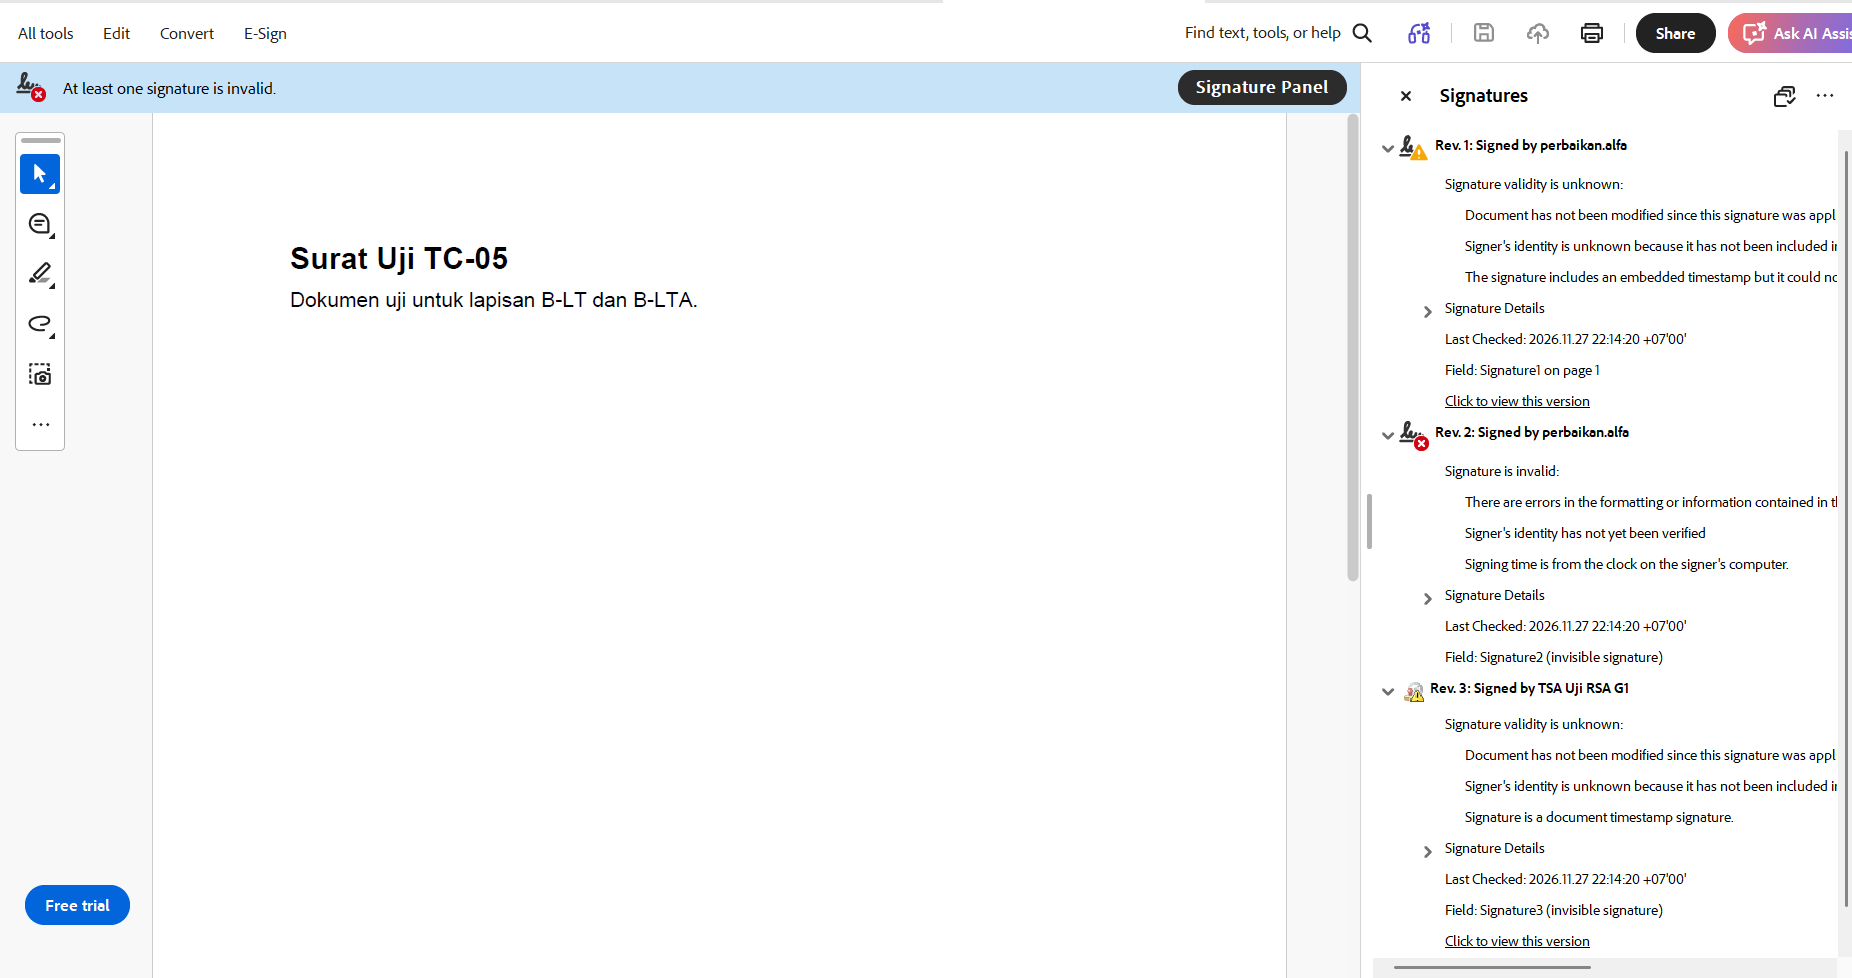 All tools Edit Convert E-Sign Find text, tools, or help Share Ask AI
At least one signature is invalid. Signature Panel
Surat Uji TC-05
Dokumen uji untuk lapisan B-LT dan B-LTA.
Free trial
Signatures
Rev. 1: Signed by perbaikan.alfa
Signature validity is unknown:
Document has not been modified since this signature was
Signer's identity is unknown because it has not been included
The signature includes an embedded timestamp but it could
Signature Details
Last Checked: 2026.11.27 22:14:20 +07'00'
Field: Signature1 on page 1
Click to view this version
Rev. 2: Signed by perbaikan.alfa
Signature is invalid:
There are errors in the formatting or information contained in
Signer's identity has not yet been verified
Signing time is from the clock on the signer's computer.
Signature Details
Last Checked: 2026.11.27 22:14:20 +07'00'
Field: Signature2 (invisible signature)
Rev. 3: Signed by TSA Uji RSA G1
Signature validity is unknown:
Document has not been modified since this signature was
Signer's identity is unknown because it has not been included
Signature is a document timestamp signature.
Signature Details
Last Checked: 2026.11.27 22:14:20 +07'00'
Field: Signature3 (invisible signature)
Click to view this version